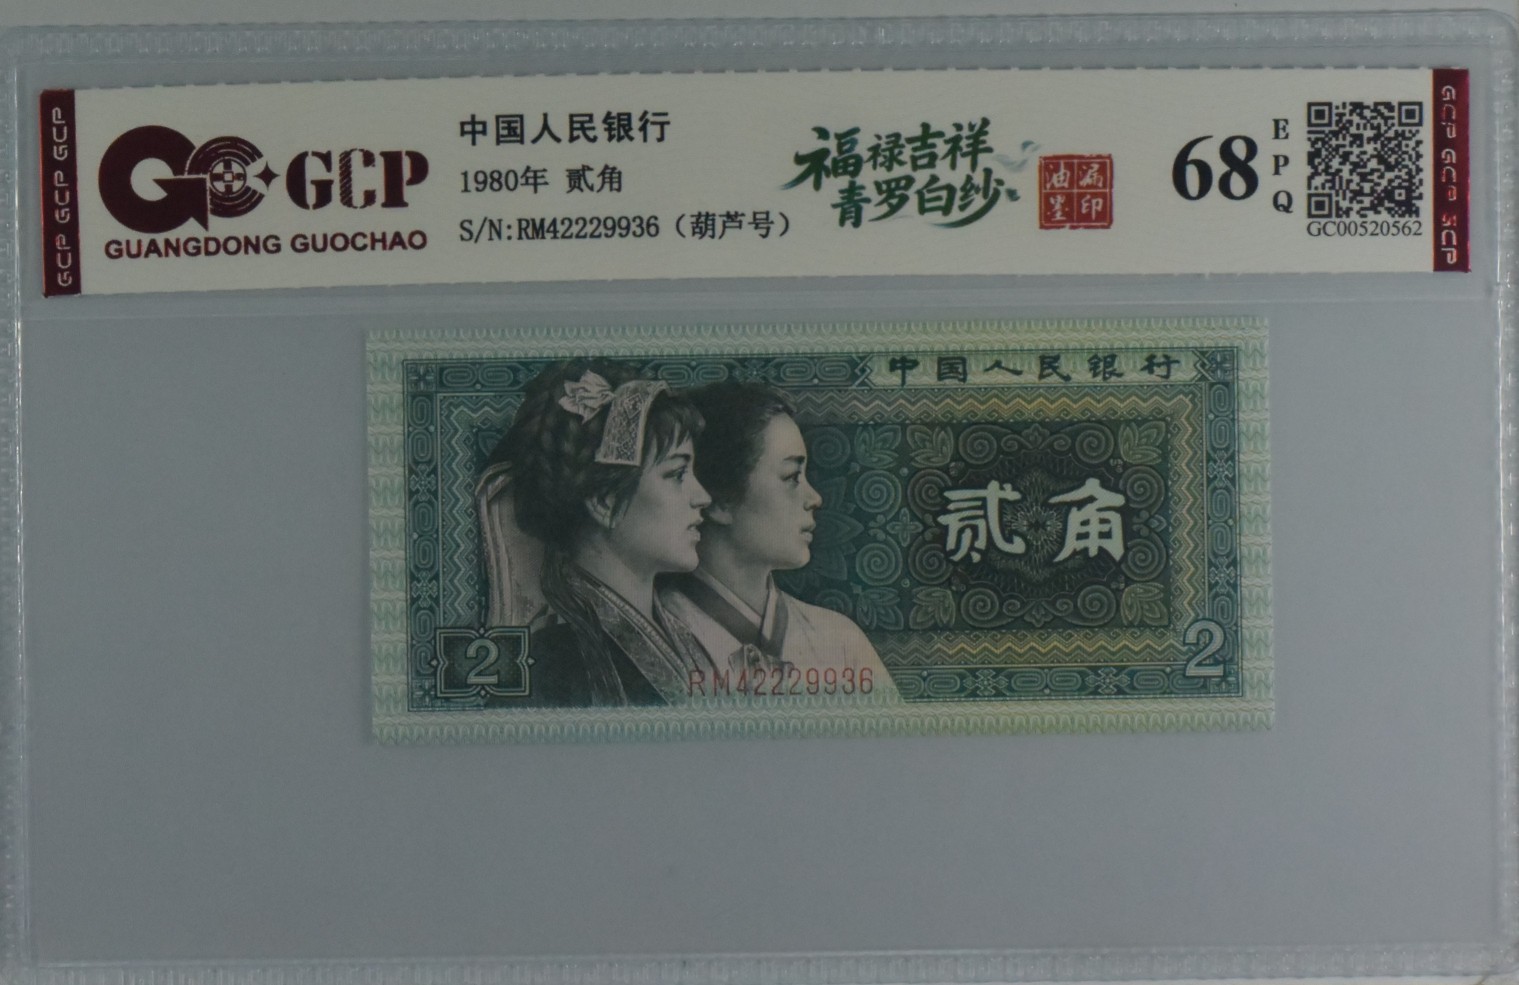 GCP GCP GCP
GCP
GUANGDONG GUOCHAO
中国人民银行
1980年 贰角
S/N:RM42229936（葫芦号）
福禄吉祥
青罗白纱
油漏
墨印
68
EPQ
GC00520562
GCP GCP GCP
中国人民银行
贰角
2
2
RM42229936